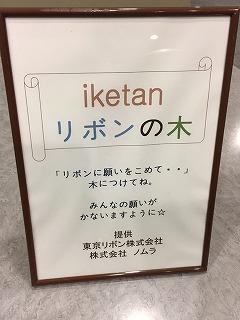 iketan
リボンの木
「リボンに願いをこめて・・」
木につけてね。
みんなの願いが
かないますように☆
提供
東京リボン株式会社
株式会社 ノムラ